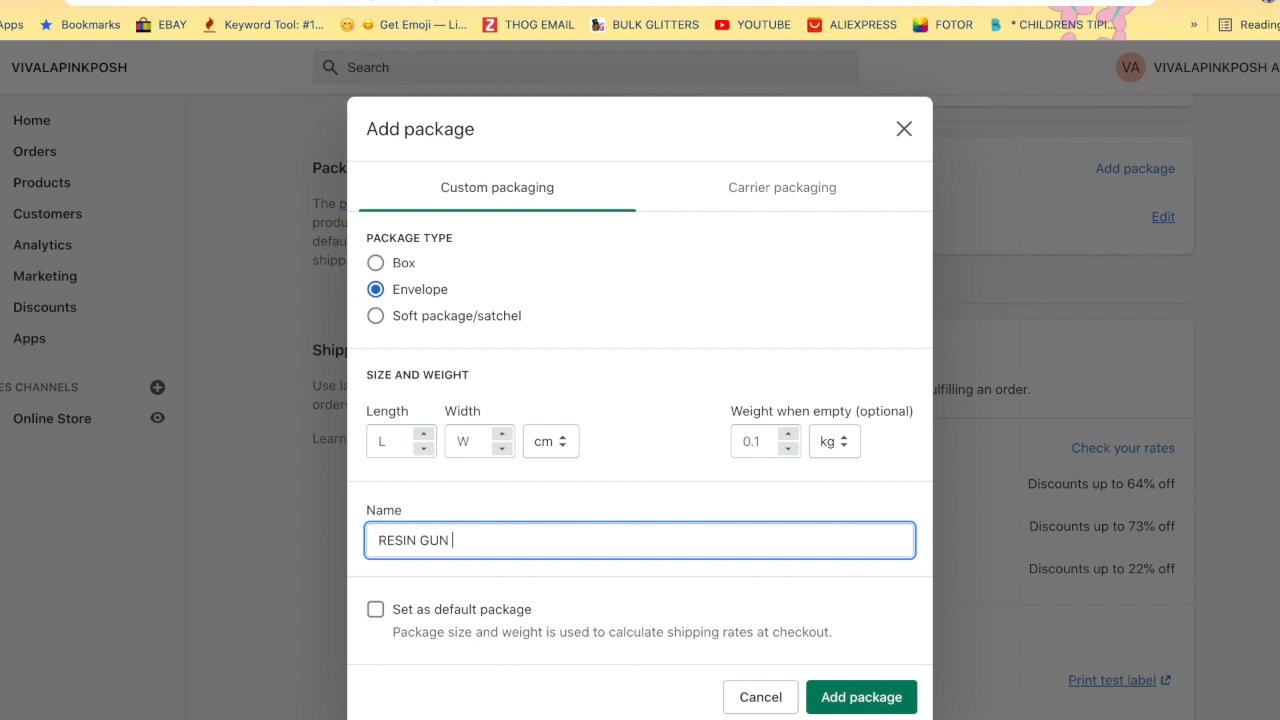 Apps Bookmarks EBAY Keyword Tool: #1... Get Emoji — Li... THOG EMAIL BULK GLITTERS YOUTUBE ALIEXPRESS FOTOR * CHILDRENS TIPI... » Reading
VIVALAPINKPOSH Search VA VIVALAPINKPOSH A
Add package
Custom packaging Carrier packaging
PACKAGE TYPE
Box
Envelope
Soft package/satchel
SIZE AND WEIGHT
Length Width Weight when empty (optional)
L W cm 0.1 kg
Name
RESIN GUN
Set as default package
Package size and weight is used to calculate shipping rates at checkout.
Cancel Add package
Home
Orders
Products
Customers
Analytics
Marketing
Discounts
Apps
ES CHANNELS
Online Store
Pack
The p
produ
defau
shipp
Add package
Edit
Shipp
Use la
orders
Learn
ulfilling an order.
Check your rates
Discounts up to 64% off
Discounts up to 73% off
Discounts up to 22% off
Print test label